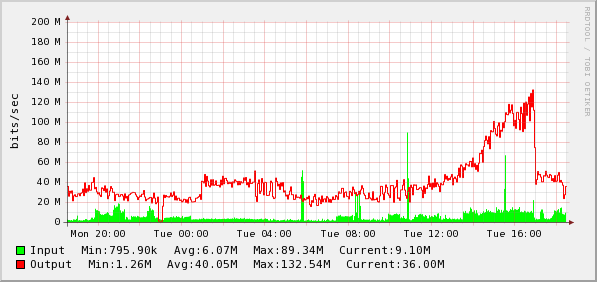 200 M
180 M
160 M
140 M
120 M
100 M
80 M
60 M
40 M
20 M
0
bits/sec
RRDTOOL / TOBI OETIKER
Mon 20:00 Tue 00:00 Tue 04:00 Tue 08:00 Tue 12:00 Tue 16:00
Input Min:795.90k Avg:6.07M Max:89.34M Current:9.10M
Output Min:1.26M Avg:40.05M Max:132.54M Current:36.00M